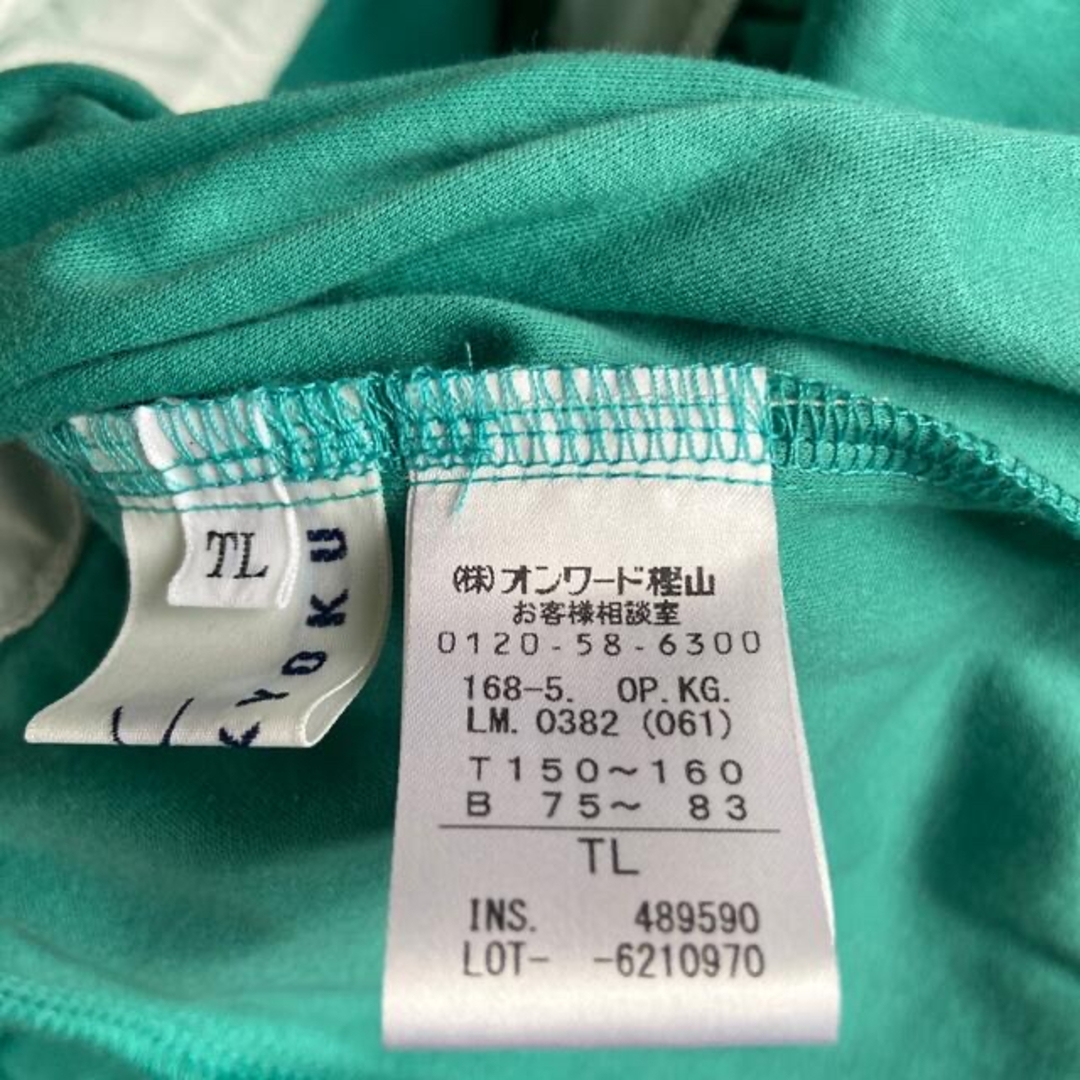 TL
KYOKU
(株)オンワード樫山
お客様相談室
0120-58-6300
168-5. OP.KG.
LM. 0382 (061)
T150～160
B 75～ 83
TL
INS. 489590
LOT- -6210970